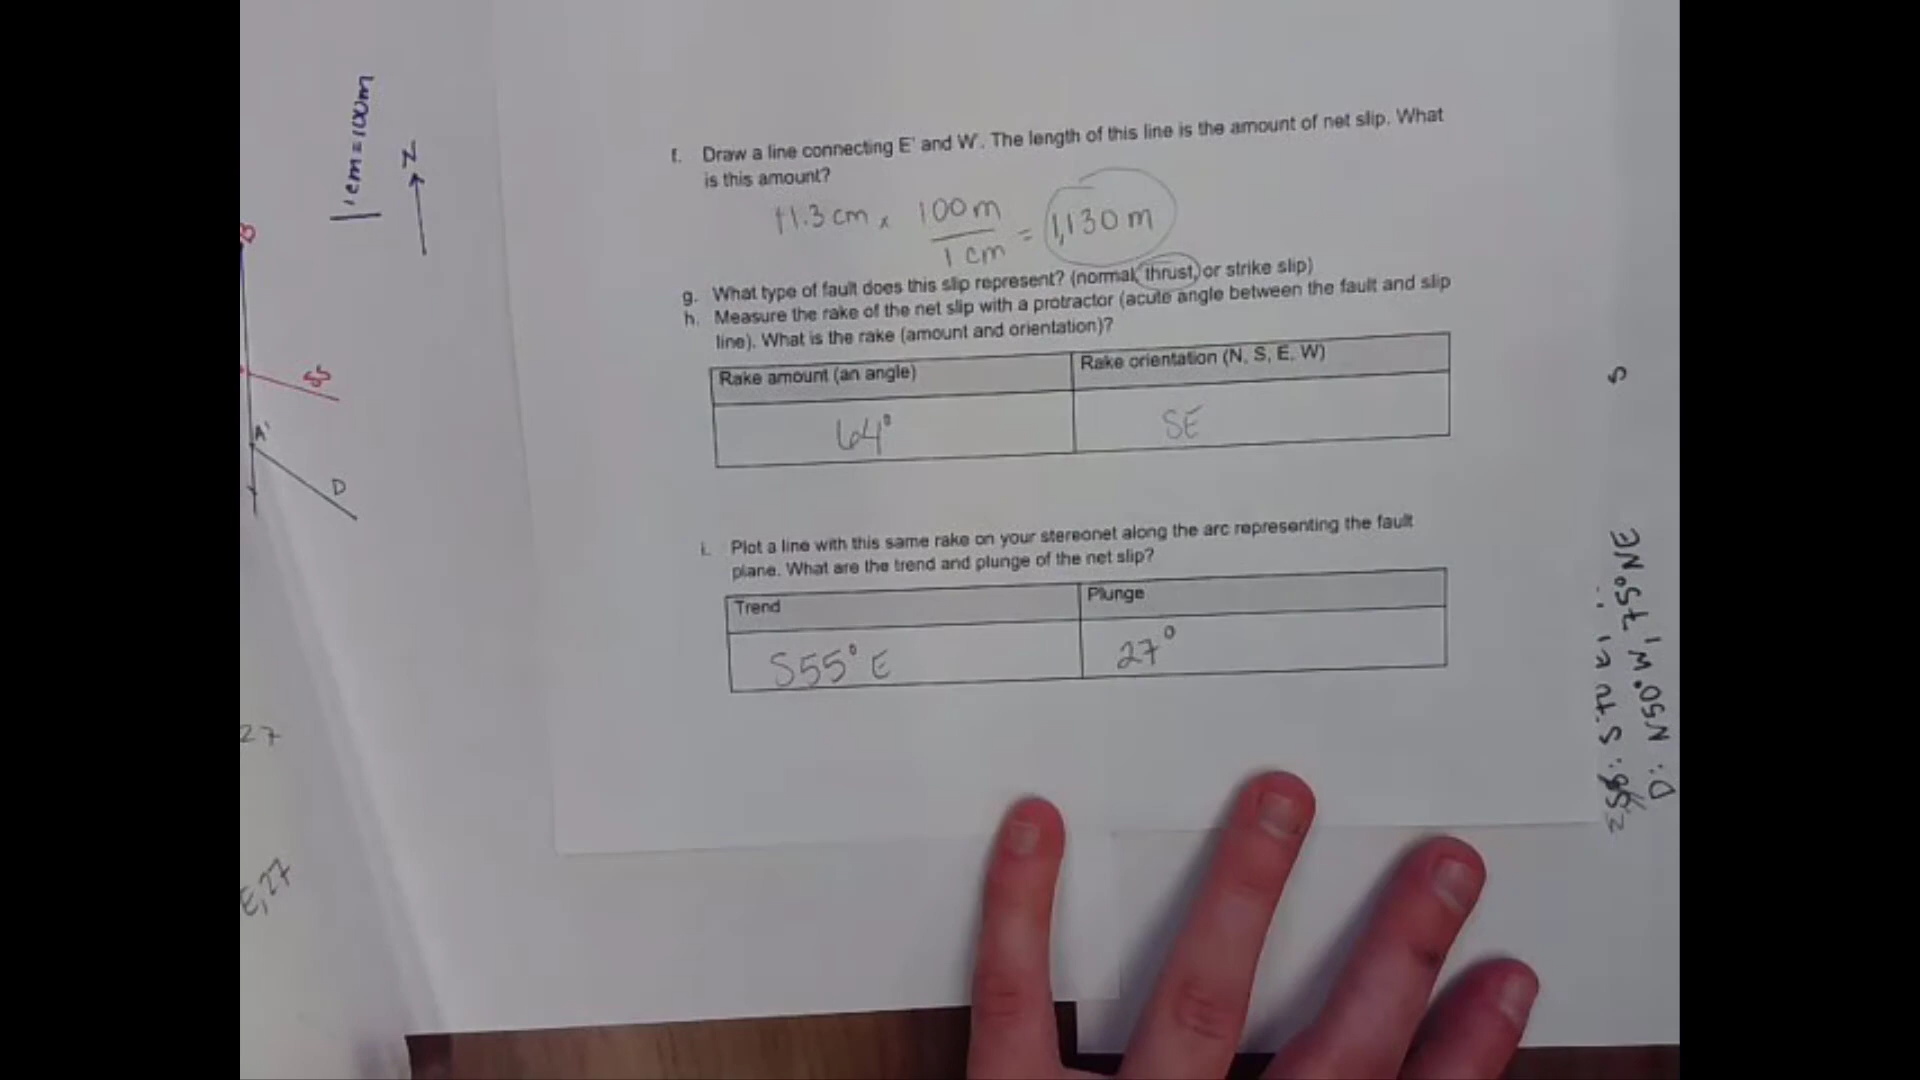 1cm=100m
N
B
SS
A'
D
27
E,27
f. Draw a line connecting E' and W'. The length of this line is the amount of net slip. What
is this amount?
11.3 cm x 100 m / 1 cm = 1,130 m
g. What type of fault does this slip represent? (normal, thrust, or strike slip)
h. Measure the rake of the net slip with a protractor (acute angle between the fault and slip
line). What is the rake (amount and orientation)?
Rake amount (an angle) Rake orientation (N, S, E, W)
64° SE
i. Plot a line with this same rake on your stereonet along the arc representing the fault
plane. What are the trend and plunge of the net slip?
Trend Plunge
S55°E 27°
D: N50°W, 75°NE